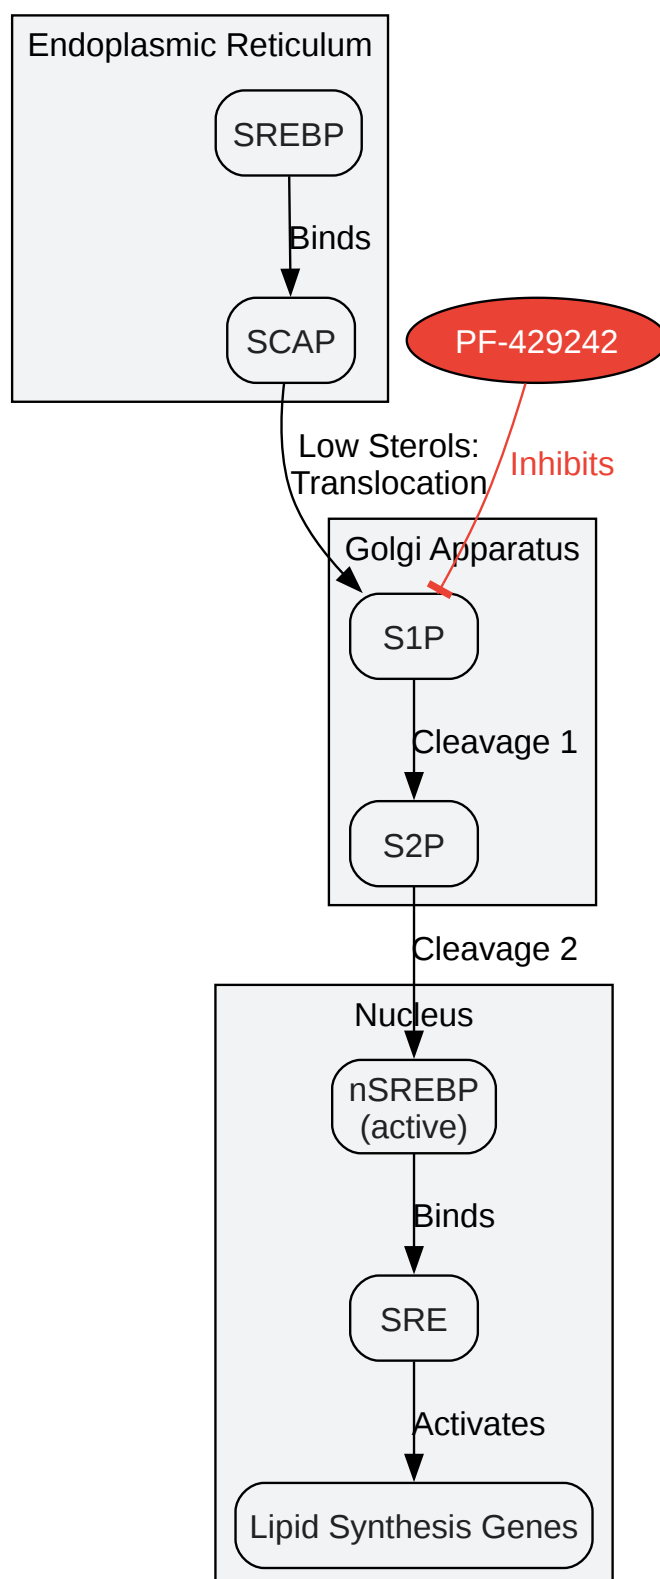 Endoplasmic Reticulum
SREBP
Binds
SCAP
PF-429242
Low Sterols:
Translocation
Inhibits
Golgi Apparatus
S1P
Cleavage 1
S2P
Cleavage 2
Nucleus
nSREBP
(active)
Binds
SRE
Activates
Lipid Synthesis Genes